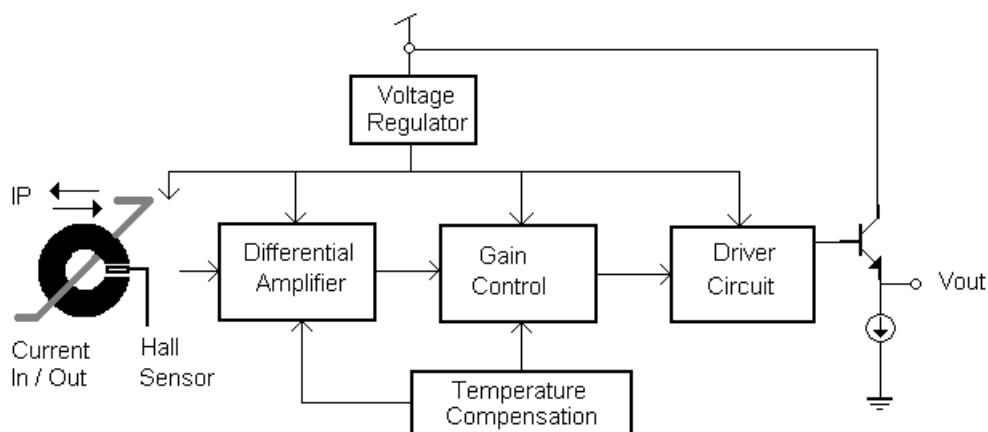 Voltage
Regulator
IP
Differential
Amplifier
Gain
Control
Driver
Circuit
Vout
Current
In / Out
Hall
Sensor
Temperature
Compensation